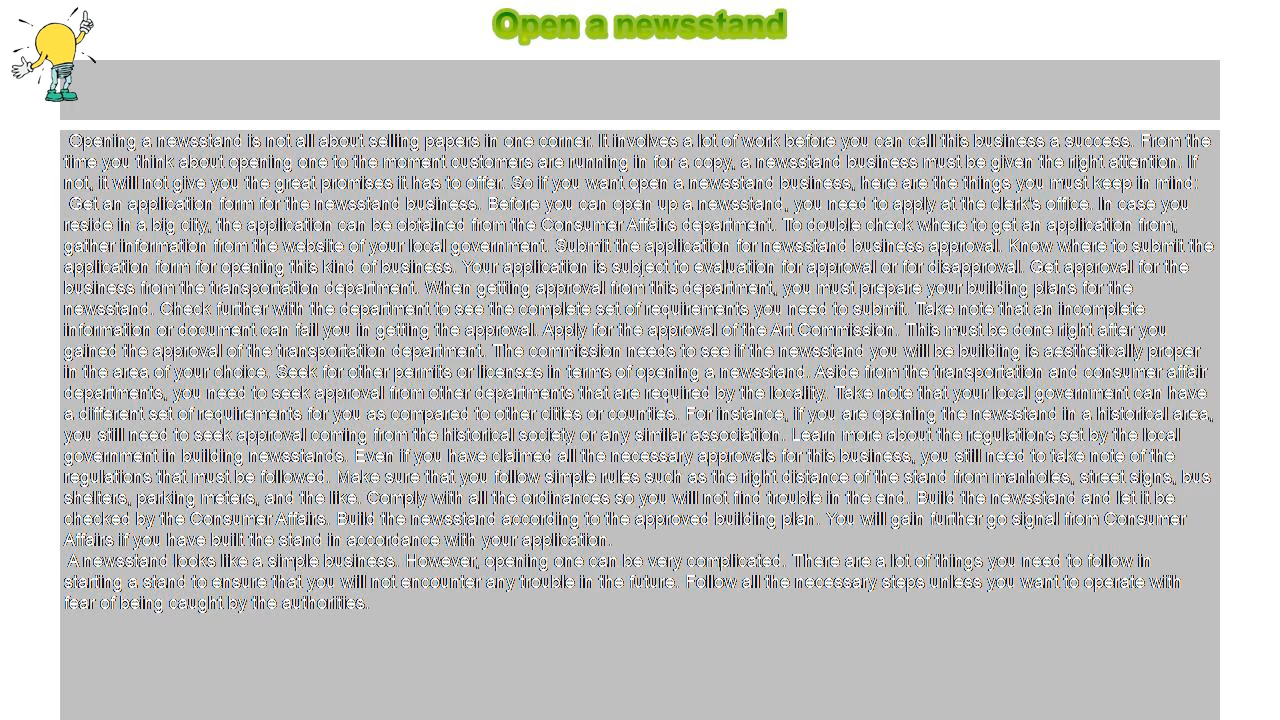 Open a newsstand
Opening a newsstand is not all about selling papers in one corner. It involves a lot of work before you can call this business a success. From the
time you think about opening one to the moment customers are running in for a copy, a newsstand business must be given the right attention. If
not, it will not give you the great promises it has to offer. So if you want open a newsstand business, here are the things you must keep in mind:
Get an application form for the newsstand business. Before you can open up a newsstand, you need to apply at the clerk's office. In case you
reside in a big city, the application can be obtained from the Consumer Affairs department. To double check where to get an application from,
gather information from the website of your local government. Submit the application for newsstand business approval. Know where to submit the
application form for opening this kind of business. Your application is subject to evaluation for approval or for disapproval. Get approval for the
business from the transportation department. When getting approval from this department, you must prepare your building plans for the
newsstand. Check further with the department to see the complete set of requirements you need to submit. Take note that an incomplete
information or document can fail you in getting the approval. Apply for the approval of the Art Commission. This must be done right after you
gained the approval of the transportation department. The commission needs to see if the newsstand you will be building is aesthetically proper
in the area of your choice. Seek for other permits or licenses in terms of opening a newsstand. Aside from the transportation and consumer affair
departments, you need to seek approval from other departments that are required by the locality. Take note that your local government can have
a different set of requirements for you as compared to other cities or counties. For instance, if you are opening the newsstand in a historical area,
you still need to seek approval coming from the historical society or any similar association. Learn more about the regulations set by the local
government in building newsstands. Even if you have claimed all the necessary approvals for this business, you still need to take note of the
regulations that must be followed. Make sure that you follow simple rules such as the right distance of the stand from manholes, street signs, bus
shelters, parking meters, and the like. Comply with all the ordinances so you will not find trouble in the end. Build the newsstand and let it be
checked by the Consumer Affairs. Build the newsstand according to the approved building plan. You will gain further go signal from Consumer
Affairs if you have built the stand in accordance with your application.
A newsstand looks like a simple business. However, opening one can be very complicated. There are a lot of things you need to follow in
starting a stand to ensure that you will not encounter any trouble in the future. Follow all the necessary steps unless you want to operate with
fear of being caught by the authorities.